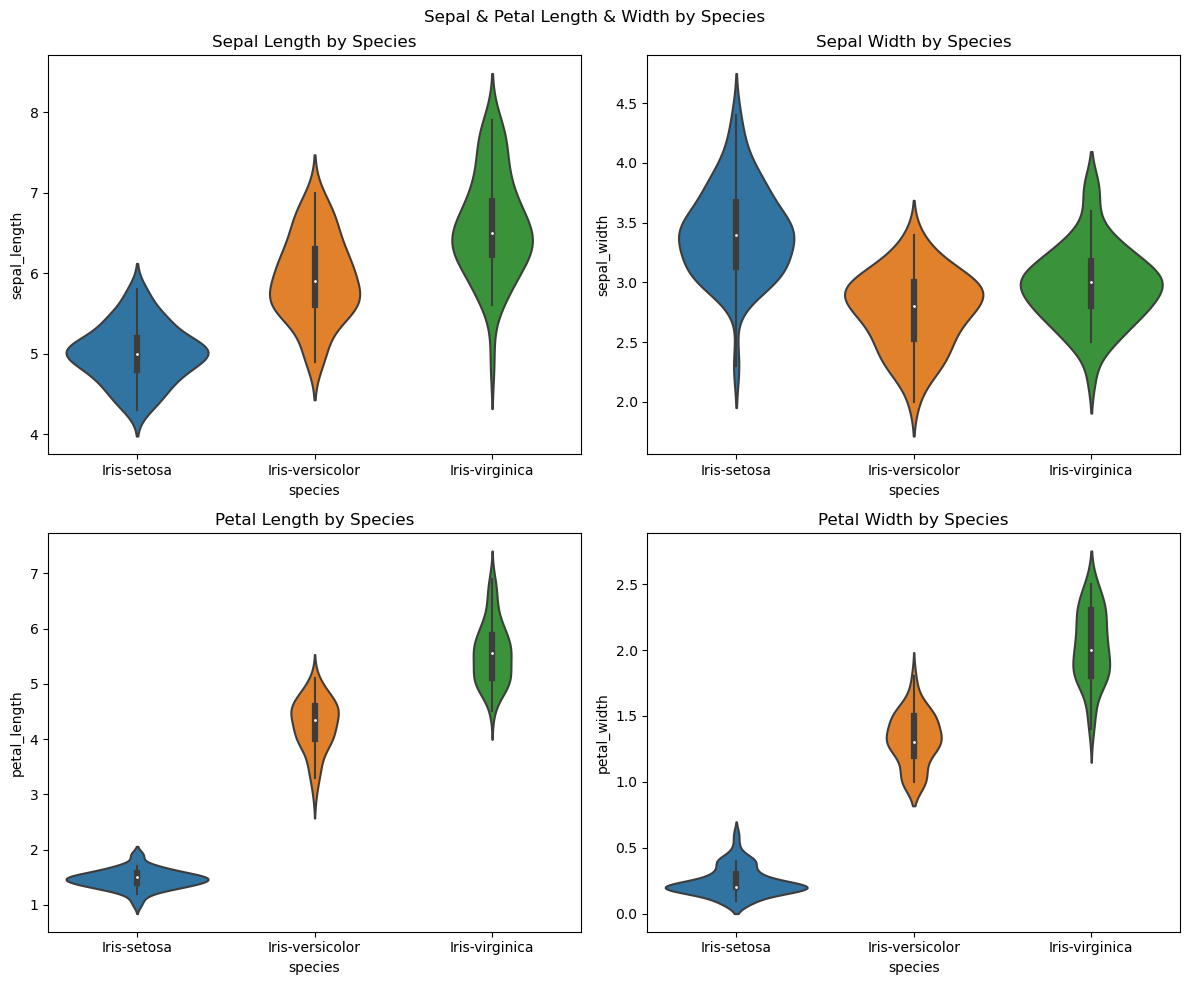 Sepal & Petal Length & Width by Species
Sepal Length by Species
sepal_length
8
7
6
5
4
Iris-setosa Iris-versicolor Iris-virginica
species
Sepal Width by Species
sepal_width
4.5
4.0
3.5
3.0
2.5
2.0
Iris-setosa Iris-versicolor Iris-virginica
species
Petal Length by Species
petal_length
7
6
5
4
3
2
1
Iris-setosa Iris-versicolor Iris-virginica
species
Petal Width by Species
petal_width
2.5
2.0
1.5
1.0
0.5
0.0
Iris-setosa Iris-versicolor Iris-virginica
species